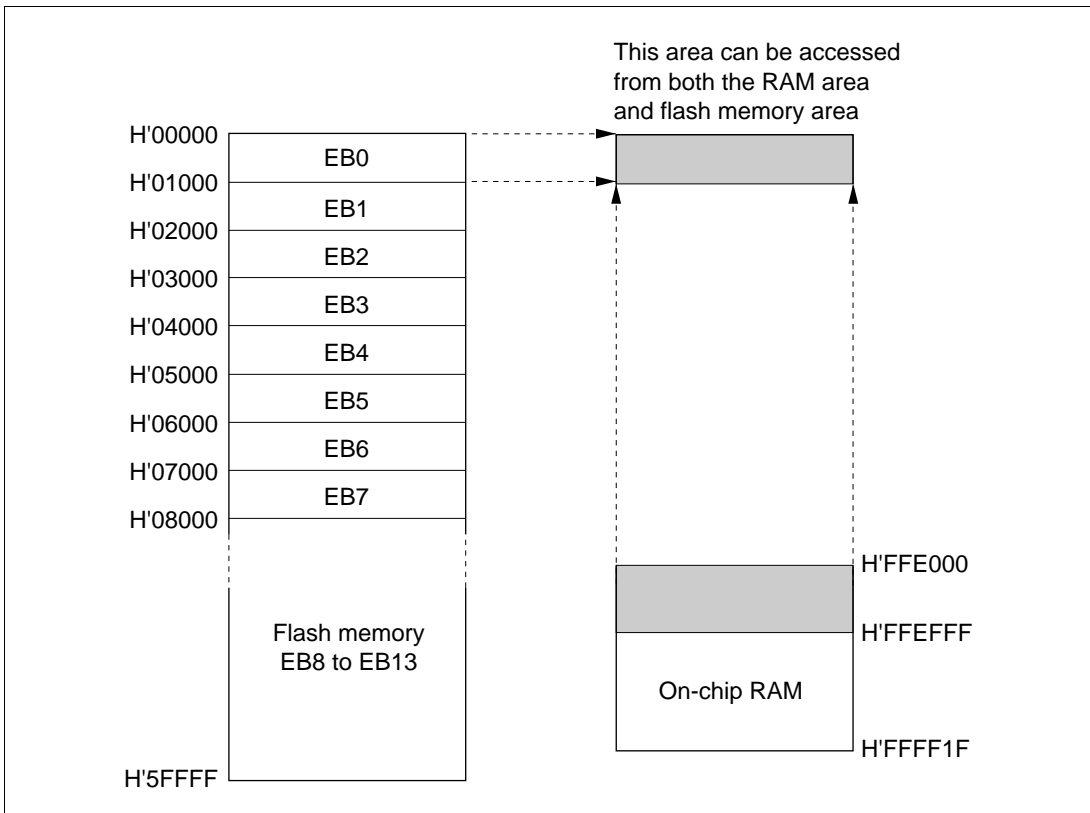 This area can be accessed
from both the RAM area
and flash memory area
H'00000
EB0
H'01000
EB1
H'02000
EB2
H'03000
EB3
H'04000
EB4
H'05000
EB5
H'06000
EB6
H'07000
EB7
H'08000
H'FFE000
Flash memory
EB8 to EB13
H'FFEFFF
On-chip RAM
H'FFFF1F
H'5FFFF